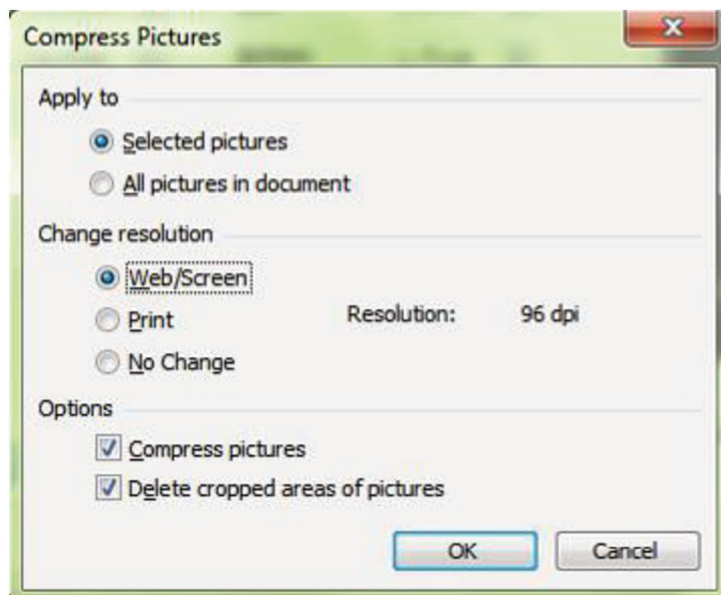 Compress Pictures
Apply to
Selected pictures
All pictures in document
Change resolution
Web/Screen
Print Resolution: 96 dpi
No Change
Options
Compress pictures
Delete cropped areas of pictures
OK Cancel